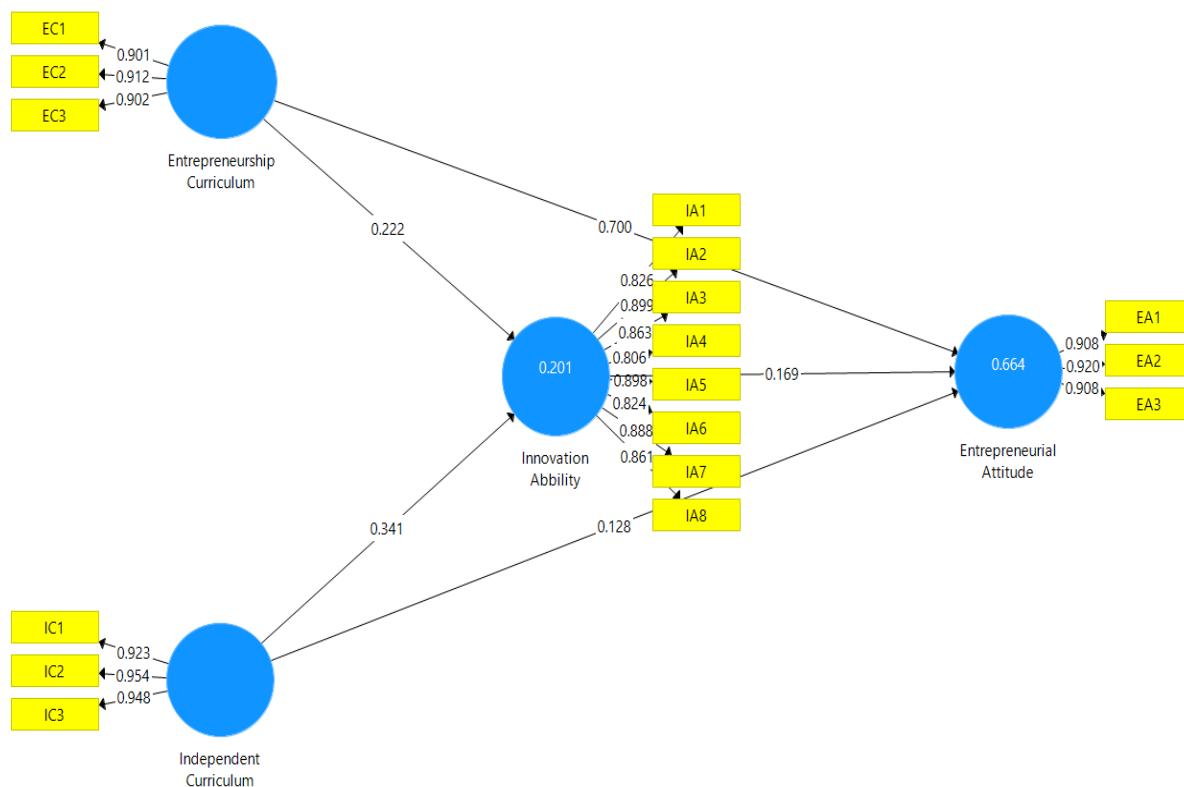 EC1
0.901
EC2
0.912
EC3
0.902
Entrepreneurship
Curriculum
0.222
0.700
IA1
IA2
0.826
IA3
0.899
0.863
IA4
0.806
IA5
0.898
0.824
IA6
0.888
IA7
0.861
IA8
0.201
Innovation
Abbility
0.169
0.664
Entrepreneurial
Attitude
EA1
0.908
EA2
0.920
EA3
0.908
0.341
0.128
IC1
0.923
IC2
0.954
IC3
0.948
Independent
Curriculum